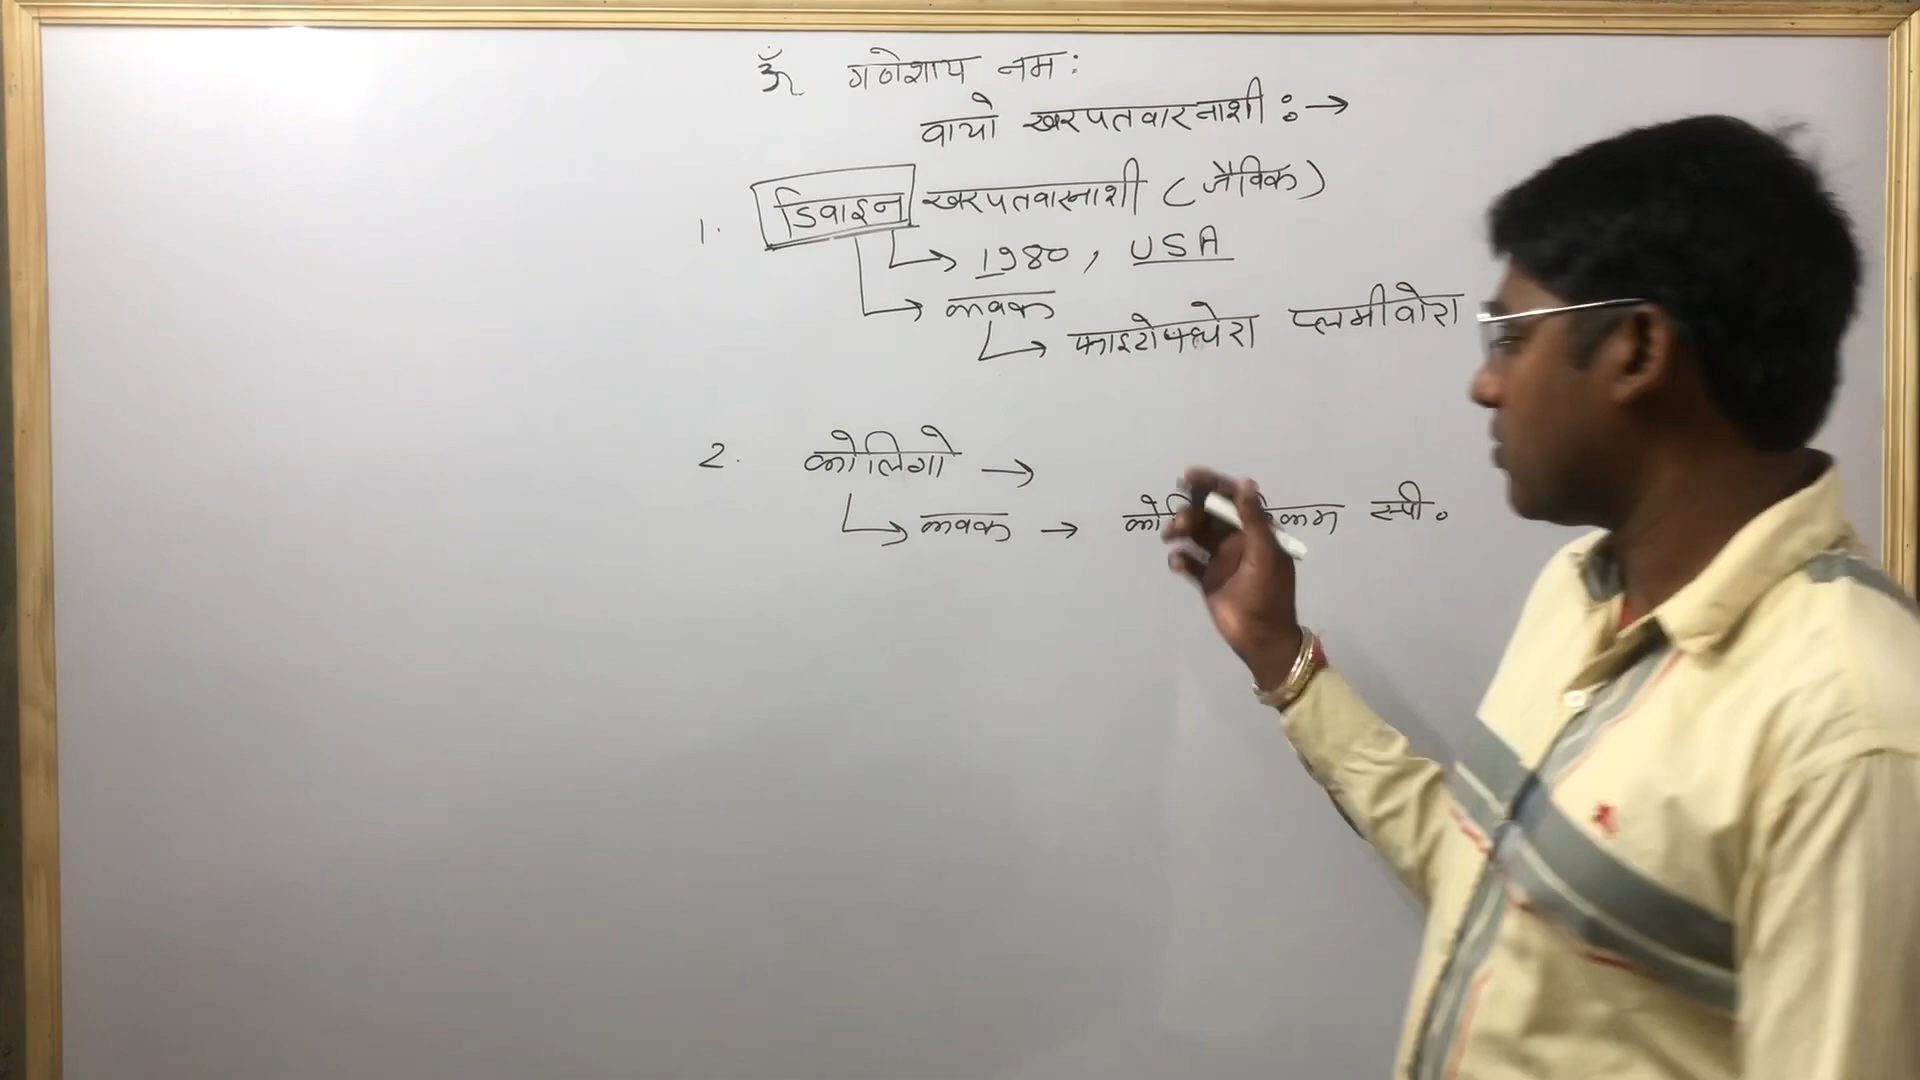 ॐ गणेशाय नमः
वायो खरपतवारनाशी :→
1. डिवाइन खरपतवारनाशी (जैविक)
→ 1980, USA
→ कवक
→ फाइटोफ्थेरा प्लमीवोरा
2. कोलिगो →
→ कवक → स्पी.